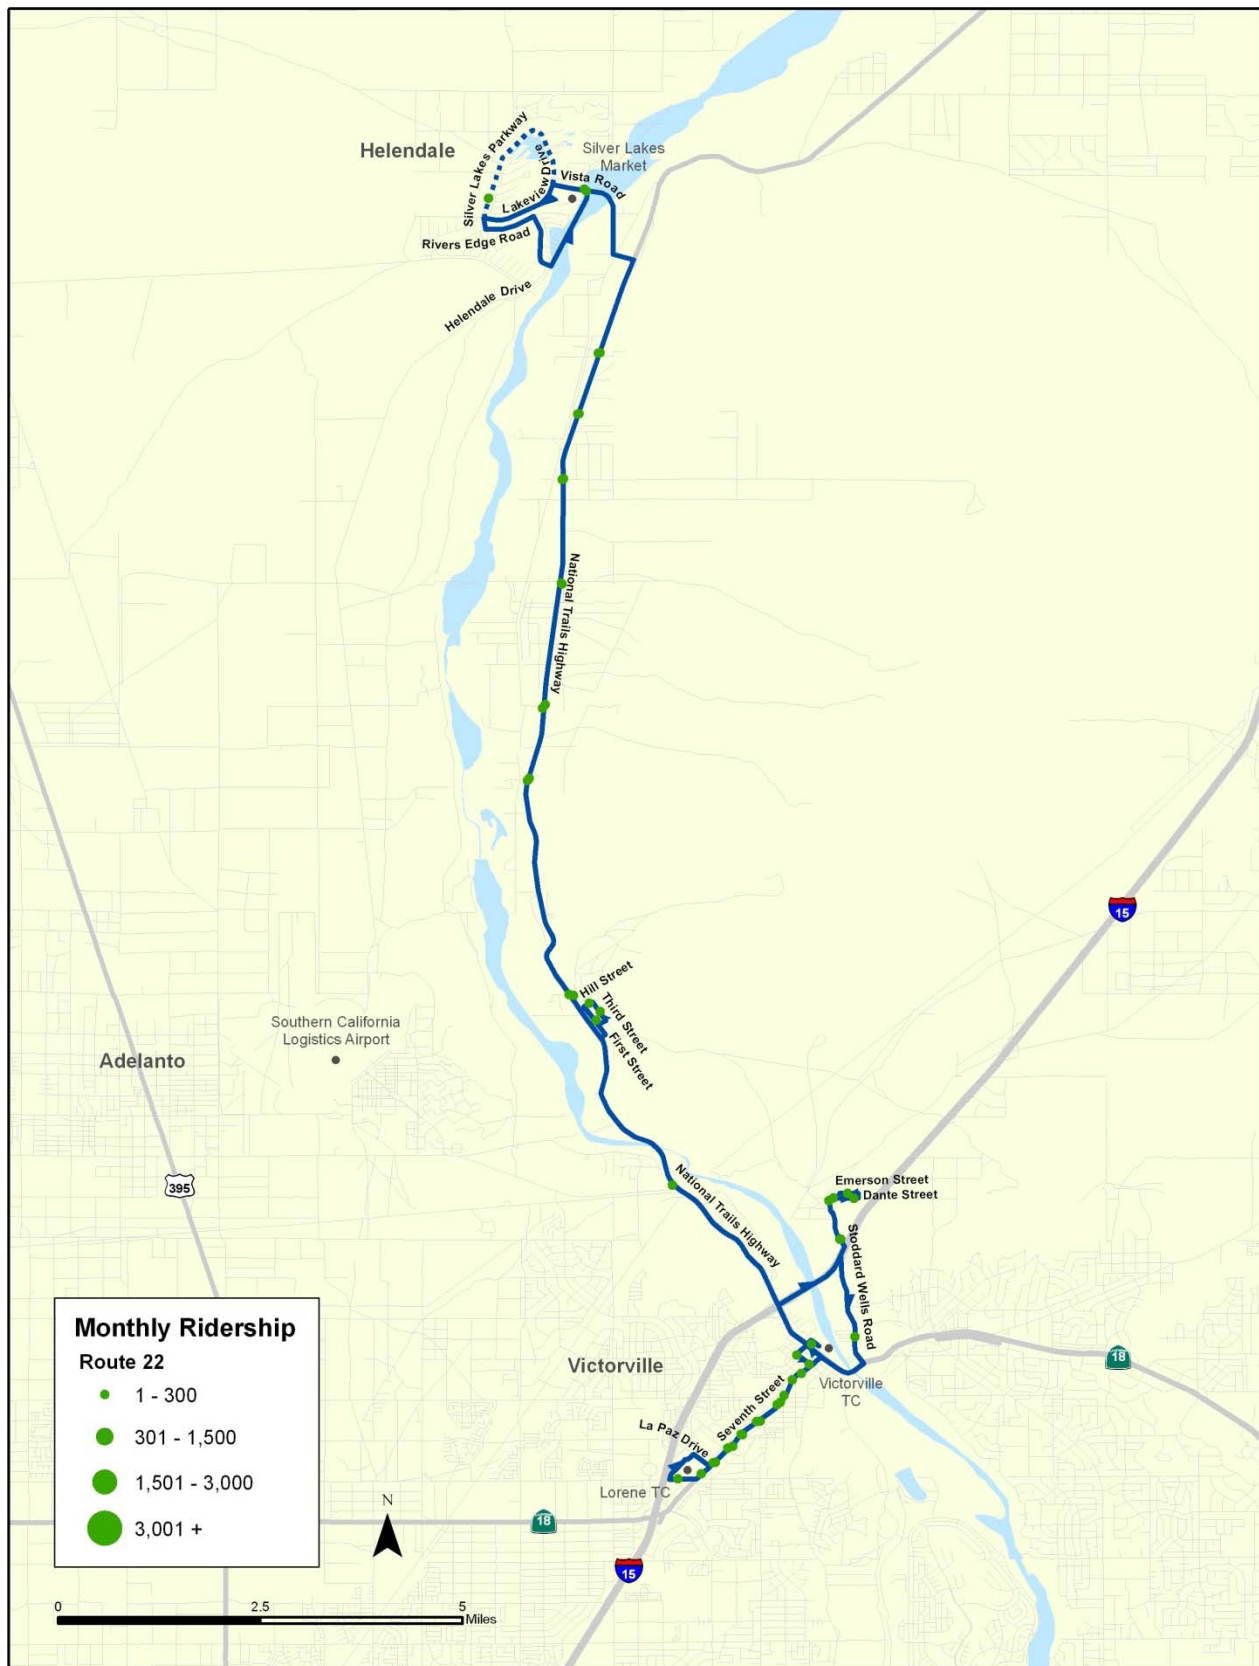 Helendale
Silver Lakes Parkway
Lakeview Drive
Silver Lakes
Market
Vista Road
Rivers Edge Road
Helendale Drive
National Trails Highway
15
Hill Street
Third Street
First Street
Southern California
Logistics Airport
Adelanto
395
National Trails Highway
Emerson Street
Dante Street
Stoddard Wells Road
18
Victorville
Victorville
TC
Seventh Street
La Paz Drive
Lorene TC
18
15
Monthly Ridership
Route 22
1 - 300
301 - 1,500
1,501 - 3,000
3,001 +
N
0 2.5 5
Miles